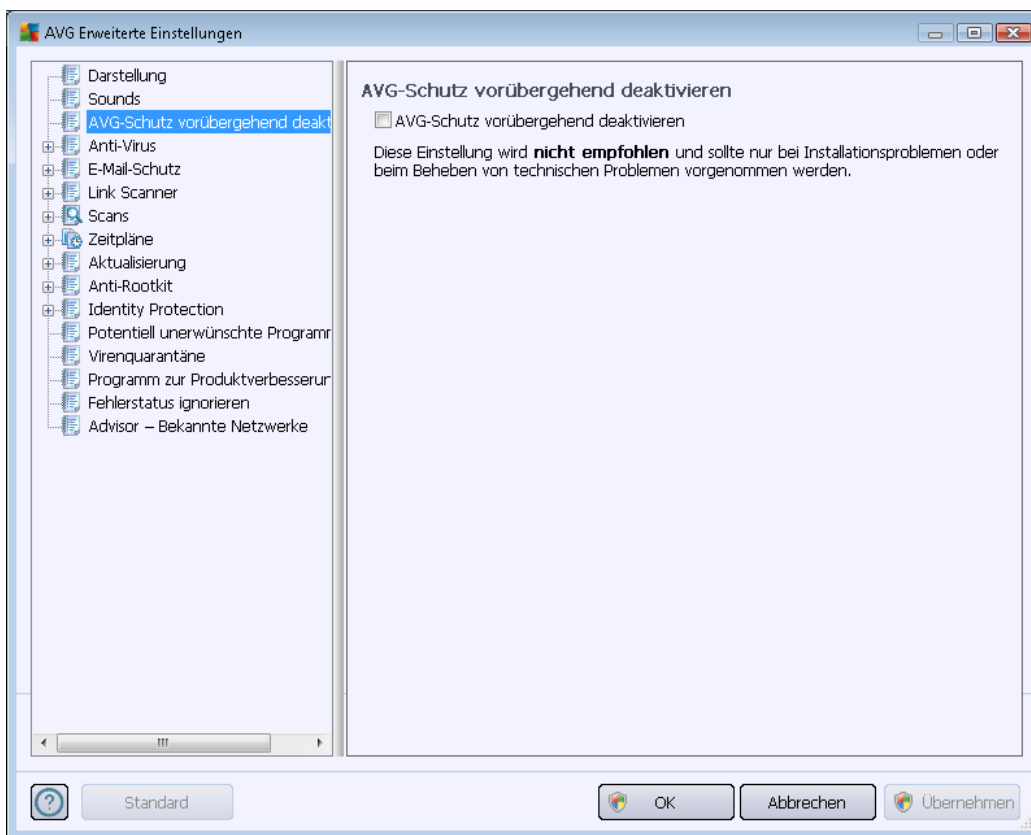 AVG Erweiterte Einstellungen
Darstellung
Sounds
AVG-Schutz vorübergehend deakt
Anti-Virus
E-Mail-Schutz
Link Scanner
Scans
Zeitpläne
Aktualisierung
Anti-Rootkit
Identity Protection
Potentiell unerwünschte Programm
Virenquarantäne
Programm zur Produktverbesserun
Fehlerstatus ignorieren
Advisor – Bekannte Netzwerke
AVG-Schutz vorübergehend deaktivieren
AVG-Schutz vorübergehend deaktivieren
Diese Einstellung wird nicht empfohlen und sollte nur bei Installationsproblemen oder
beim Beheben von technischen Problemen vorgenommen werden.
Standard
OK
Abbrechen
Übernehmen